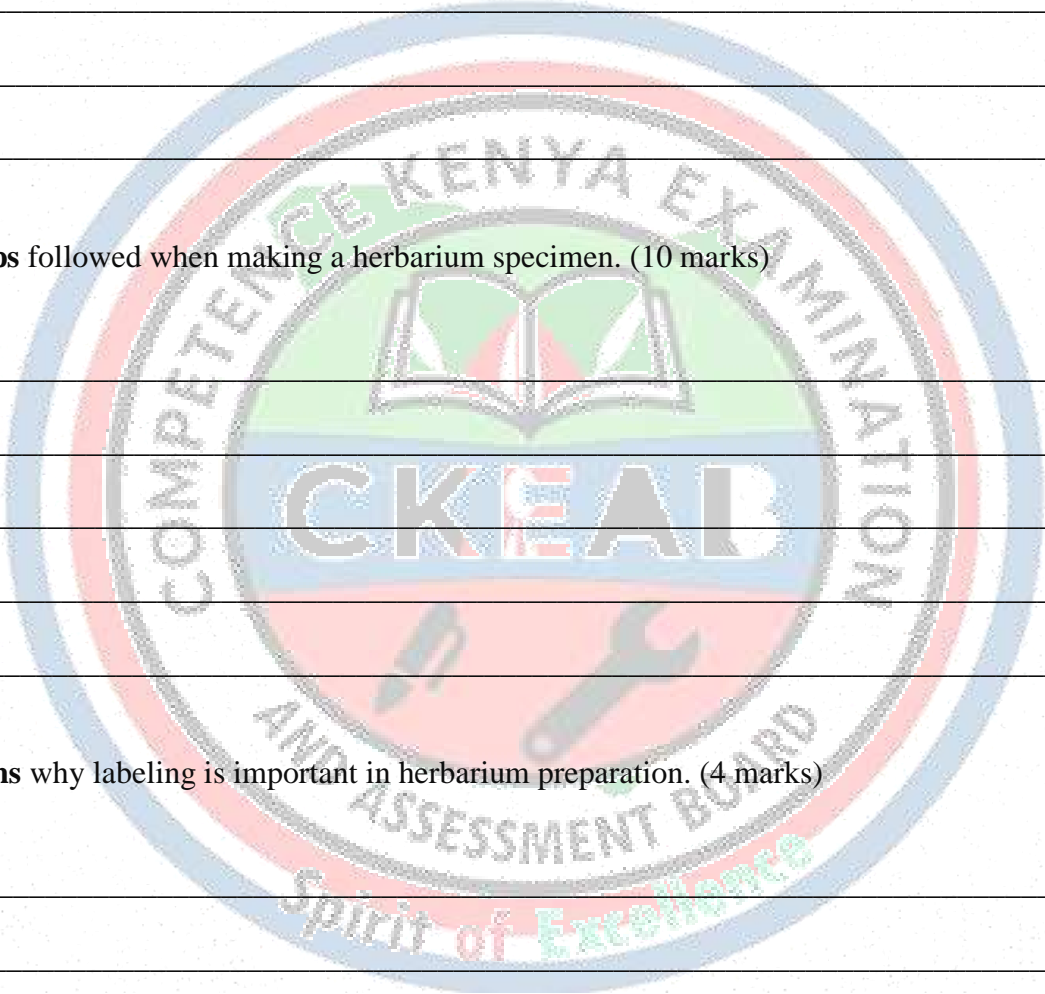 ps followed when making a herbarium specimen. (10 marks)
ns why labeling is important in herbarium preparation. (4 marks)
COMPETENCE KENYA EXAMINATION
CKEAB
AND ASSESSMENT BOARD
Spirit of Excellence